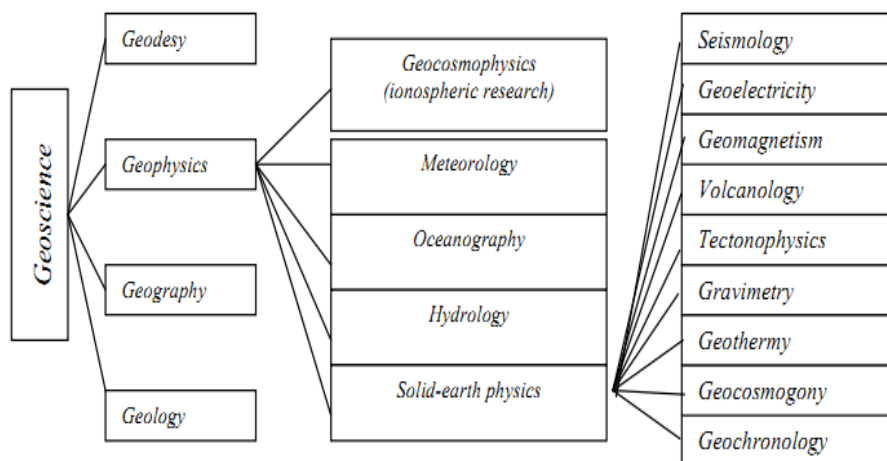 Geoscience
Geodesy
Geophysics
Geography
Geology
Geocosmophysics
(ionospheric research)
Meteorology
Oceanography
Hydrology
Solid-earth physics
Seismology
Geoelectricity
Geomagnetism
Volcanology
Tectonophysics
Gravimetry
Geothermy
Geocosmogony
Geochronology